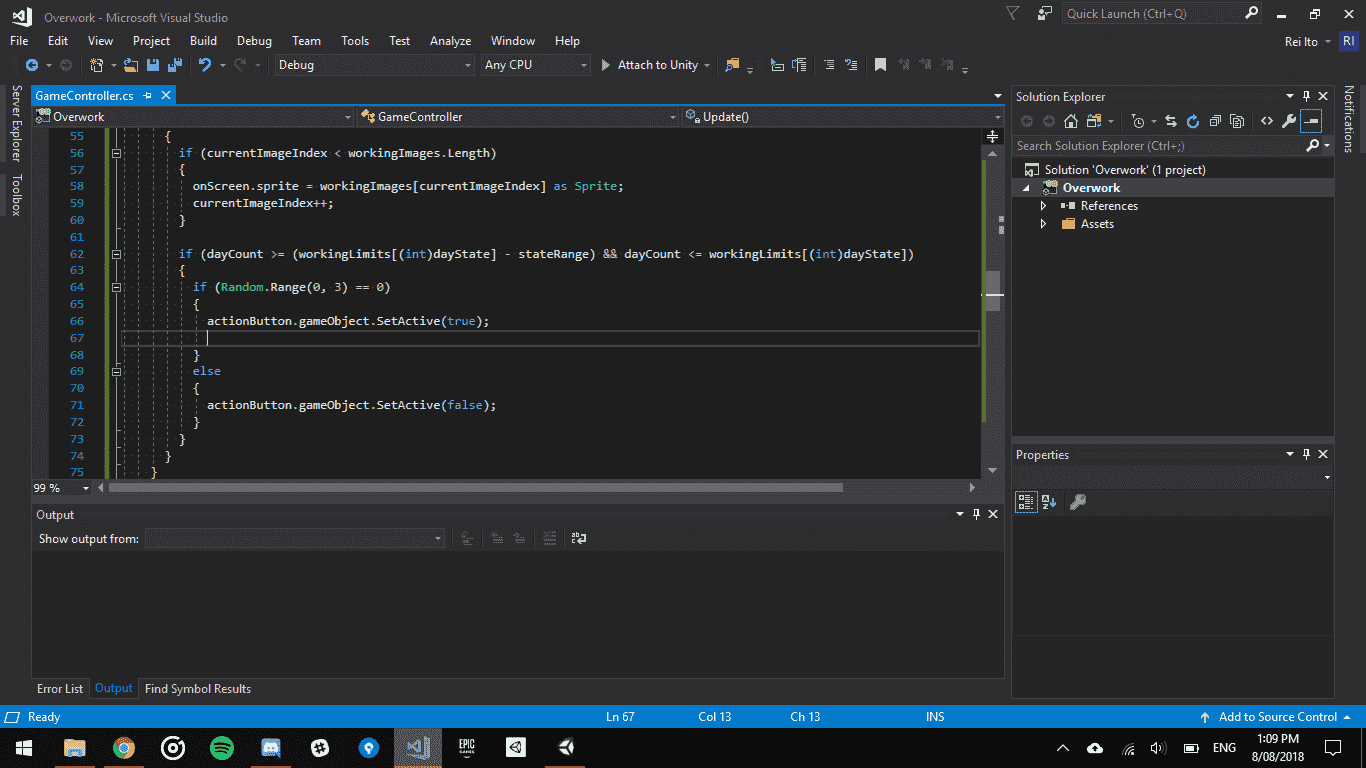 Overwork - Microsoft Visual Studio
Quick Launch (Ctrl+Q)
File Edit View Project Build Debug Team Tools Test Analyze Window Help
Rei Ito RI
Debug Any CPU Attach to Unity
Server Explorer
Toolbox
GameController.cs
Overwork GameController Update()
55 {
56 if (currentImageIndex < workingImages.Length)
57 {
58 onScreen.sprite = workingImages[currentImageIndex] as Sprite;
59 currentImageIndex++;
60 }
61
62 if (dayCount >= (workingLimits[(int)dayState] - stateRange) && dayCount <= workingLimits[(int)dayState])
63 {
64 if (Random.Range(0, 3) == 0)
65 {
66 actionButton.gameObject.SetActive(true);
67
68 }
69 else
70 {
71 actionButton.gameObject.SetActive(false);
72 }
73 }
74 }
75 }
99 %
Output
Show output from:
Error List Output Find Symbol Results
Solution Explorer
Search Solution Explorer (Ctrl+;)
Solution 'Overwork' (1 project)
Overwork
References
Assets
Properties
Notifications
Ready Ln 67 Col 13 Ch 13 INS Add to Source Control
EPIC GAMES
ENG
1:09 PM
8/08/2018